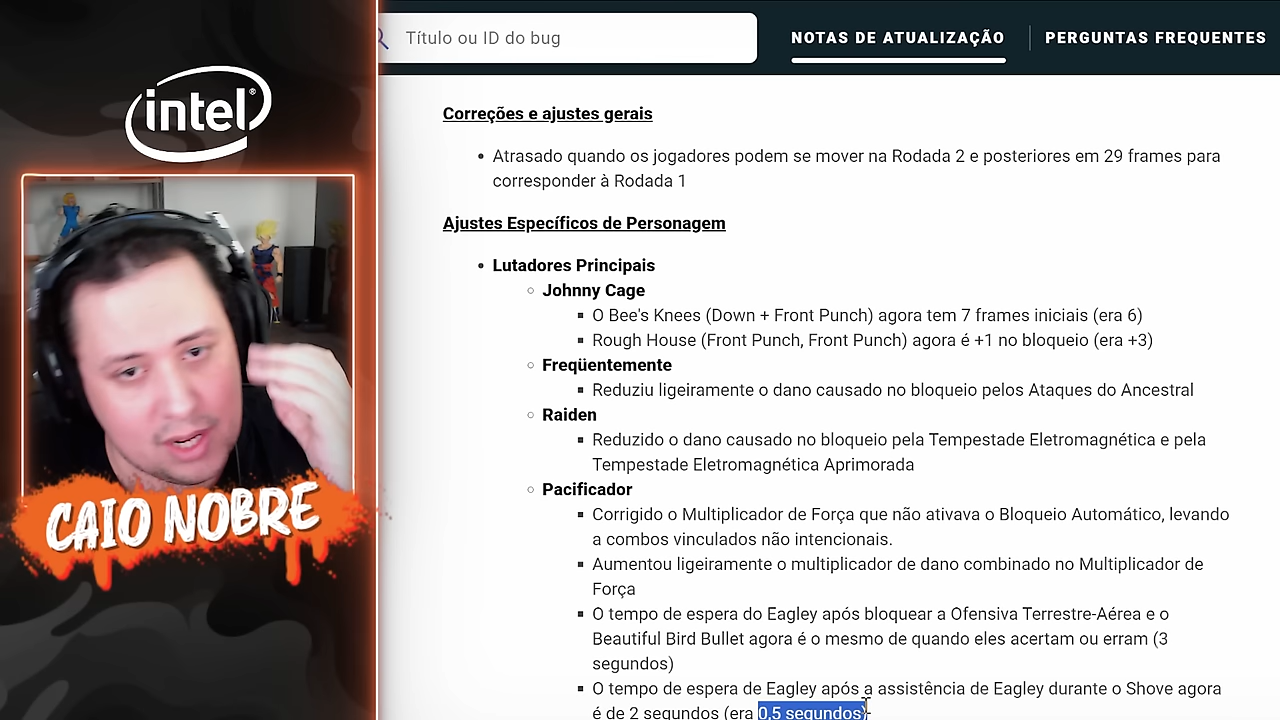 intel®
CAIO NOBRE
Título ou ID do bug
NOTAS DE ATUALIZAÇÃO
PERGUNTAS FREQUENTES
Correções e ajustes gerais
• Atrasado quando os jogadores podem se mover na Rodada 2 e posteriores em 29 frames para
corresponder à Rodada 1
Ajustes Específicos de Personagem
• Lutadores Principais
○ Johnny Cage
▪ O Bee's Knees (Down + Front Punch) agora tem 7 frames iniciais (era 6)
▪ Rough House (Front Punch, Front Punch) agora é +1 no bloqueio (era +3)
○ Freqüentemente
▪ Reduziu ligeiramente o dano causado no bloqueio pelos Ataques do Ancestral
○ Raiden
▪ Reduzido o dano causado no bloqueio pela Tempestade Eletromagnética e pela
Tempestade Eletromagnética Aprimorada
○ Pacificador
▪ Corrigido o Multiplicador de Força que não ativava o Bloqueio Automático, levando
a combos vinculados não intencionais.
▪ Aumentou ligeiramente o multiplicador de dano combinado no Multiplicador de
Força
▪ O tempo de espera do Eagley após bloquear a Ofensiva Terrestre-Aérea e o
Beautiful Bird Bullet agora é o mesmo de quando eles acertam ou erram (3
segundos)
▪ O tempo de espera de Eagley após a assistência de Eagley durante o Shove agora
é de 2 segundos (era 0,5 segundos)